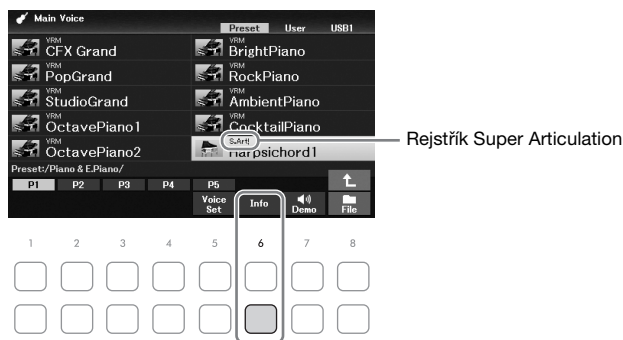 Main Voice
Preset User USB1
VRM
CFX Grand
VRM
BrightPiano
VRM
PopGrand
VRM
RockPiano
VRM
StudioGrand
VRM
AmbientPiano
VRM
OctavePiano1
VRM
CocktailPiano
VRM
OctavePiano2
S.Art!
Harpsichord1
Rejstřík Super Articulation
Preset:/Piano & E.Piano/
P1 P2 P3 P4 P5
Voice Set
Info
Demo
File
1 2 3 4 5 6 7 8